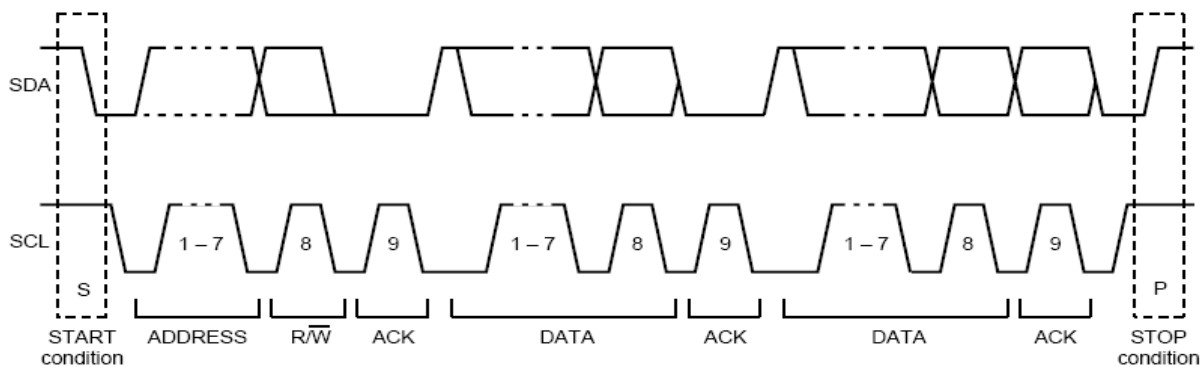 SDA
SCL
1 – 7 8 9 1 – 7 8 9 1 – 7 8 9
S P
START condition ADDRESS R/W̅ ACK DATA ACK DATA ACK STOP condition